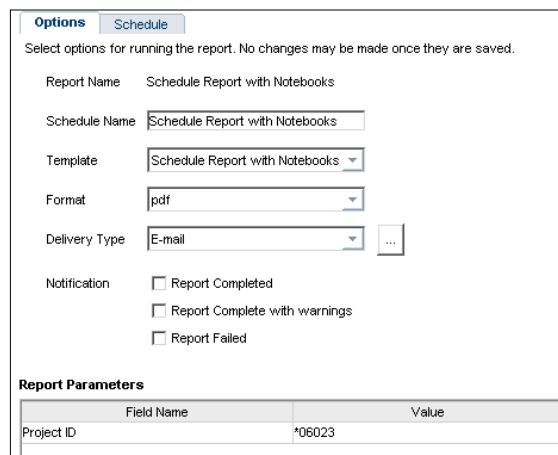 Options Schedule
Select options for running the report. No changes may be made once they are saved.
Report Name Schedule Report with Notebooks
Schedule Name Schedule Report with Notebooks
Template Schedule Report with Notebooks
Format pdf
Delivery Type E-mail ...
Notification Report Completed
Report Complete with warnings
Report Failed
Report Parameters
Field Name Value
Project ID *06023